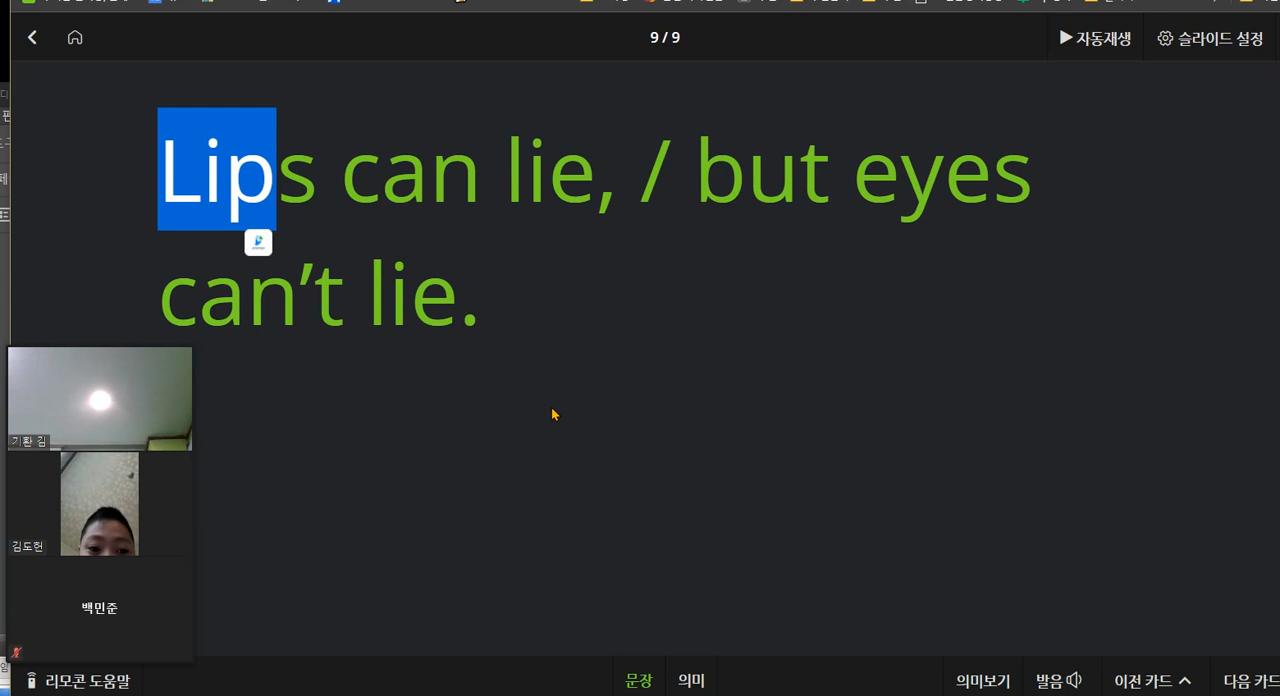 9 / 9
자동재생
슬라이드 설정
Lips can lie, / but eyes
can't lie.
기환 김
김도헌
백민준
리모콘 도움말
문장
의미
의미보기
발음
이전 카드
다음 카드